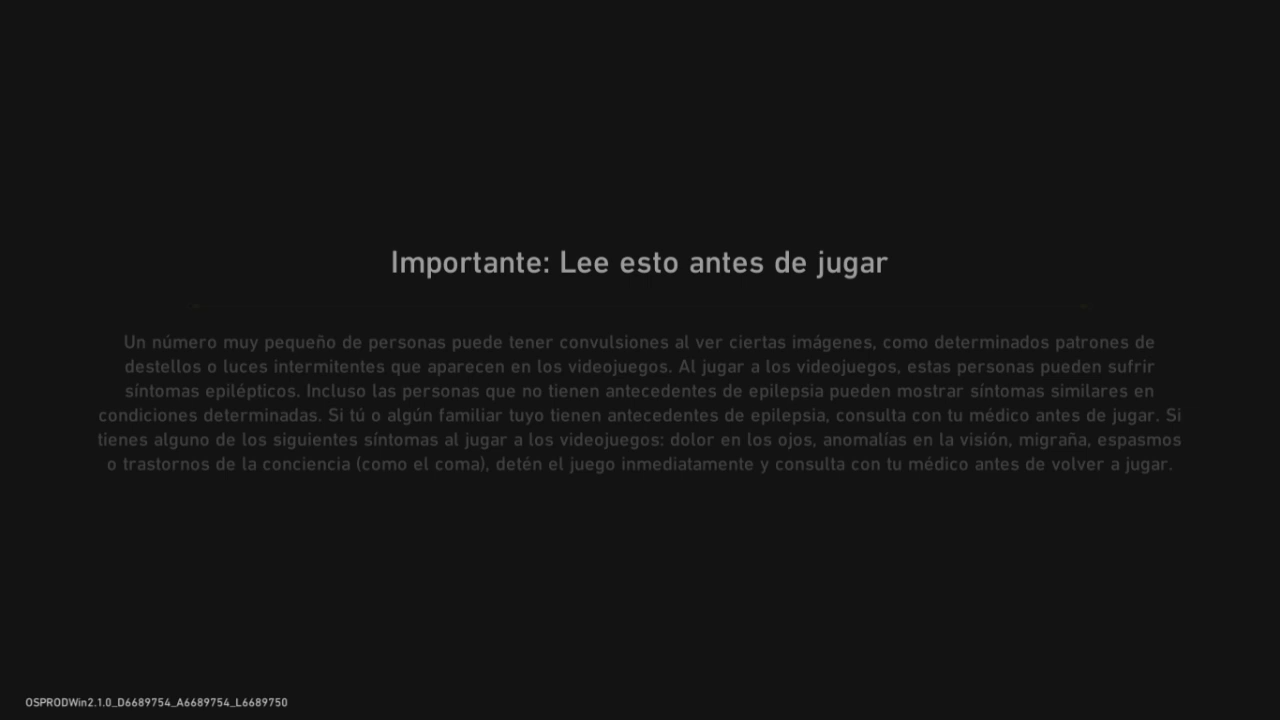 Importante: Lee esto antes de jugar
Un número muy pequeño de personas puede tener convulsiones al ver ciertas imágenes, como determinados patrones de
destellos o luces intermitentes que aparecen en los videojuegos. Al jugar a los videojuegos, estas personas pueden sufrir
síntomas epilépticos. Incluso las personas que no tienen antecedentes de epilepsia pueden mostrar síntomas similares en
condiciones determinadas. Si tú o algún familiar tuyo tienen antecedentes de epilepsia, consulta con tu médico antes de jugar. Si
tienes alguno de los siguientes síntomas al jugar a los videojuegos: dolor en los ojos, anomalías en la visión, migraña, espasmos
o trastornos de la conciencia (como el coma), detén el juego inmediatamente y consulta con tu médico antes de volver a jugar.
OSPRODWin2.1.0_D6689754_A6689754_L6689750